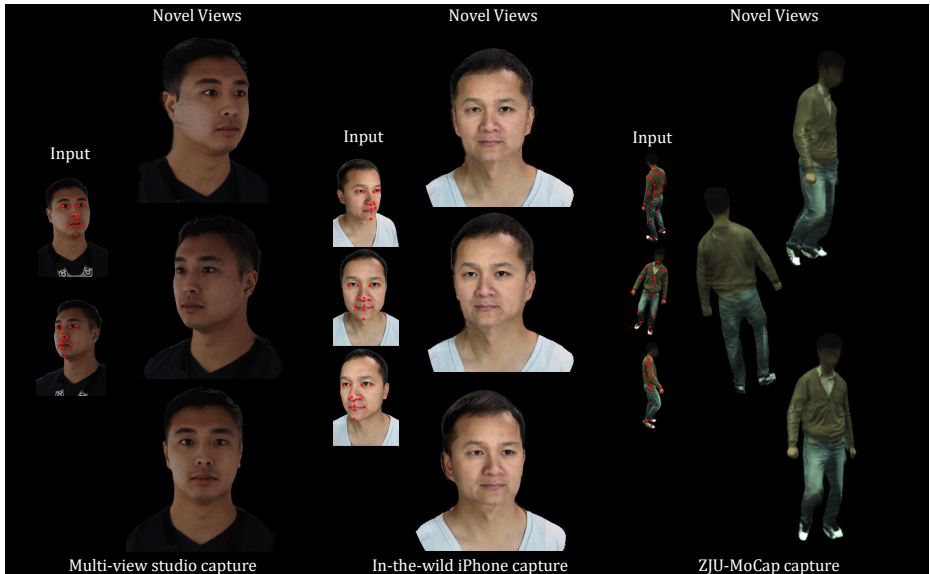 Novel Views
Novel Views
Novel Views
Input
Input
Input
Multi-view studio capture
In-the-wild iPhone capture
ZJU-MoCap capture